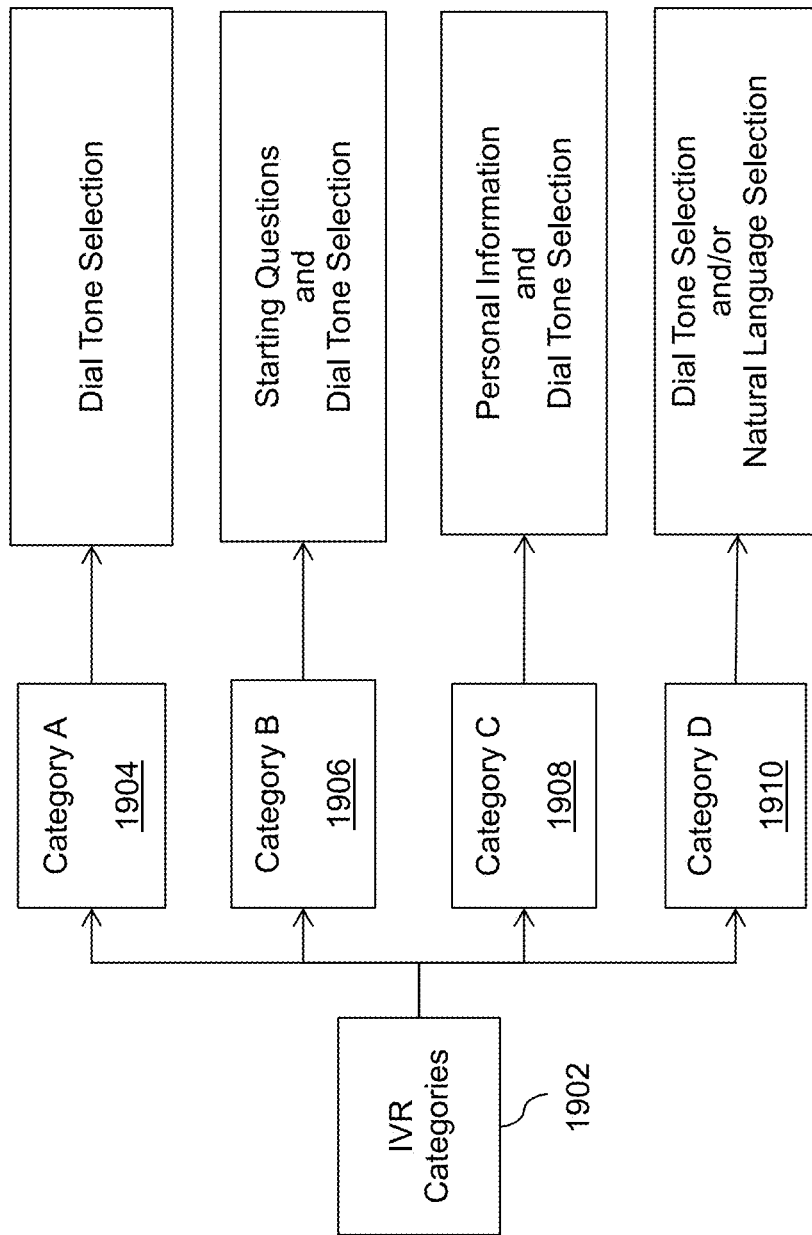 IVR
Categories
1902
Category A
1904
Dial Tone Selection
Category B
1906
Starting Questions
and
Dial Tone Selection
Category C
1908
Personal Information
and
Dial Tone Selection
Category D
1910
Dial Tone Selection
and/or
Natural Language Selection